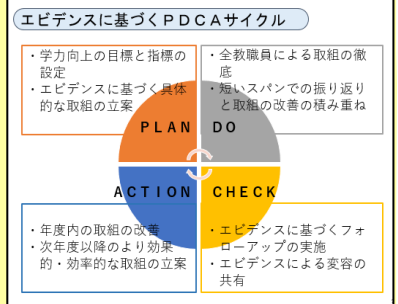 エビデンスに基づくＰＤＣＡサイクル
・学力向上の目標と指標の
設定
・エビデンスに基づく具体
的な取組の立案
ＰＬＡＮ
・全教職員による取組の徹
底
・短いスパンでの振り返り
と取組の改善の積み重ね
ＤＯ
ＡＣＴＩＯＮ
・年度内の取組の改善
・次年度以降のより効果
的・効率的な取組の立案
ＣＨＥＣＫ
・エビデンスに基づくフォ
ローアップの実施
・エビデンスによる変容の
共有